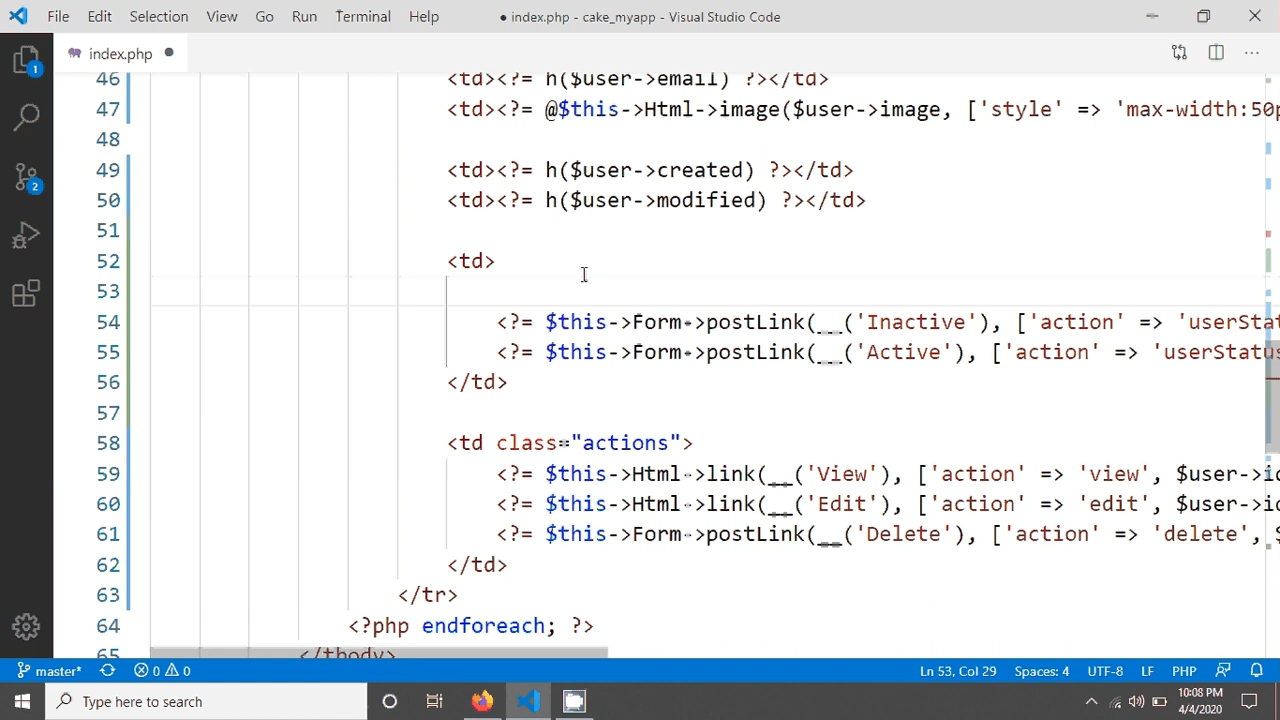 File Edit Selection View Go Run Terminal Help ● index.php - cake_myapp - Visual Studio Code
index.php
46 <td><?= h($user->email) ?></td>
47 <td><?= @$this->Html->image($user->image, ['style' => 'max-width:50p
48
49 <td><?= h($user->created) ?></td>
50 <td><?= h($user->modified) ?></td>
51
52 <td>
53
54 <?= $this->Form->postLink(__('Inactive'), ['action' => 'userStat
55 <?= $this->Form->postLink(__('Active'), ['action' => 'userStatus
56 </td>
57
58 <td class="actions">
59 <?= $this->Html->link(__('View'), ['action' => 'view', $user->id
60 <?= $this->Html->link(__('Edit'), ['action' => 'edit', $user->id
61 <?= $this->Form->postLink(__('Delete'), ['action' => 'delete', $
62 </td>
63 </tr>
64 <?php endforeach; ?>
65 </tbody>
1
2
master* 0 0 Ln 53, Col 29 Spaces: 4 UTF-8 LF PHP
Type here to search
10:08 PM
4/4/2020